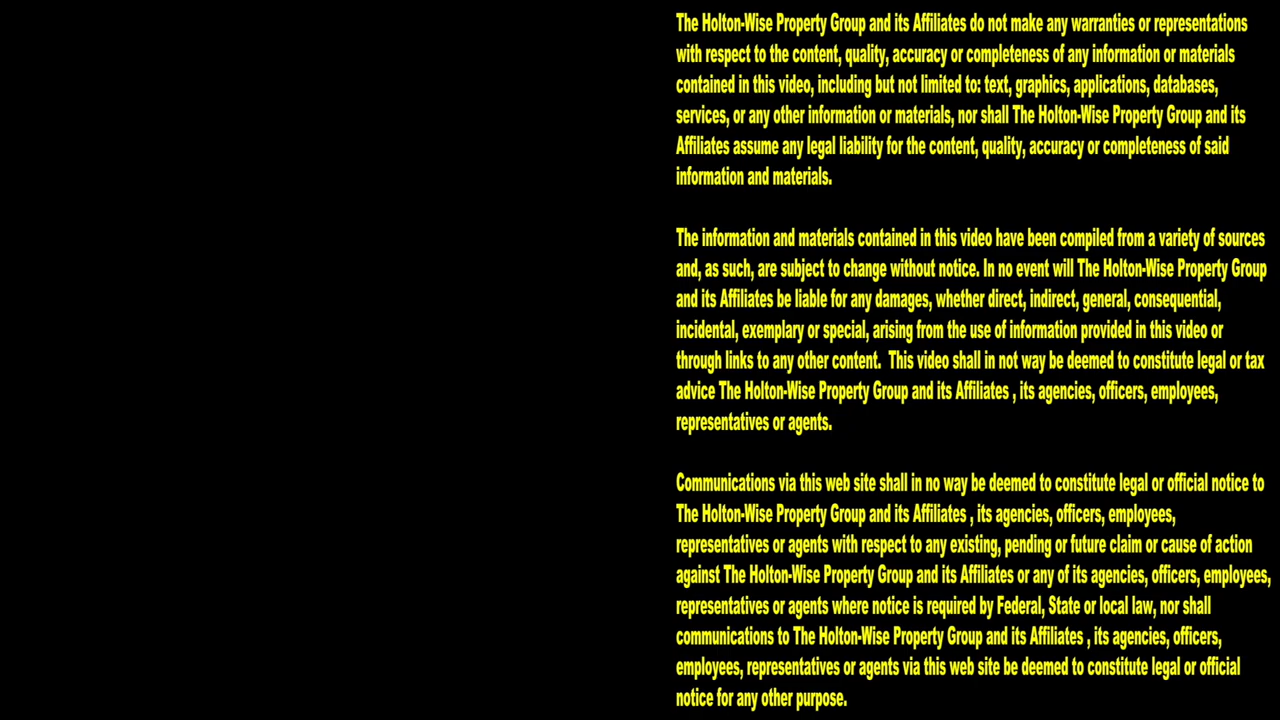 The Holton-Wise Property Group and its Affiliates do not make any warranties or representations
with respect to the content, quality, accuracy or completeness of any information or materials
contained in this video, including but not limited to: text, graphics, applications, databases,
services, or any other information or materials, nor shall The Holton-Wise Property Group and its
Affiliates assume any legal liability for the content, quality, accuracy or completeness of said
information and materials.
The information and materials contained in this video have been compiled from a variety of sources
and, as such, are subject to change without notice. In no event will The Holton-Wise Property Group
and its Affiliates be liable for any damages, whether direct, indirect, general, consequential,
incidental, exemplary or special, arising from the use of information provided in this video or
through links to any other content.  This video shall in not way be deemed to constitute legal or tax
advice The Holton-Wise Property Group and its Affiliates , its agencies, officers, employees,
representatives or agents.
Communications via this web site shall in no way be deemed to constitute legal or official notice to
The Holton-Wise Property Group and its Affiliates , its agencies, officers, employees,
representatives or agents with respect to any existing, pending or future claim or cause of action
against The Holton-Wise Property Group and its Affiliates or any of its agencies, officers, employees,
representatives or agents where notice is required by Federal, State or local law, nor shall
communications to The Holton-Wise Property Group and its Affiliates , its agencies, officers,
employees, representatives or agents via this web site be deemed to constitute legal or official
notice for any other purpose.